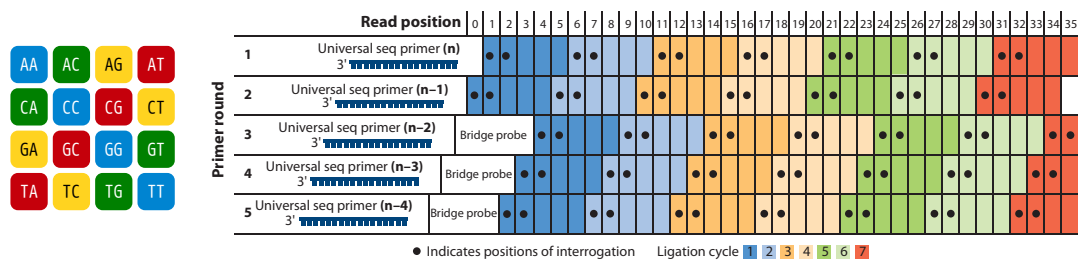 AA AC AG AT
CA CC CG CT
GA GC GG GT
TA TC TG TT
Read position 0 1 2 3 4 5 6 7 8 9 10 11 12 13 14 15 16 17 18 19 20 21 22 23 24 25 26 27 28 29 30 31 32 33 34 35
Primer round
1 Universal seq primer (n)
3'
2 Universal seq primer (n−1)
3'
3 Universal seq primer (n−2) Bridge probe
3'
4 Universal seq primer (n−3) Bridge probe
3'
5 Universal seq primer (n−4) Bridge probe
3'
● Indicates positions of interrogation Ligation cycle 1 2 3 4 5 6 7